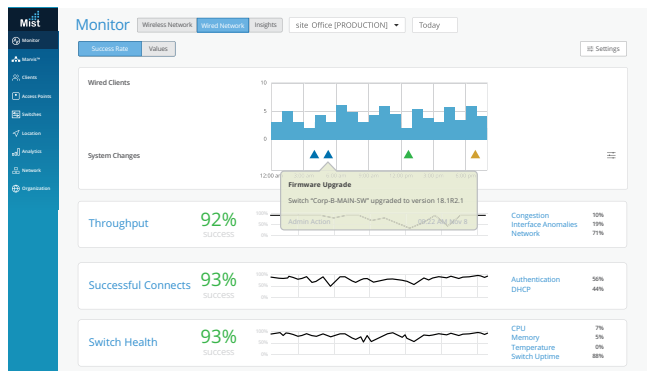 Mist
Monitor
Marvis™
Clients
Access Points
Switches
Location
Analytics
Network
Organization
Monitor
Wireless Network
Wired Network
Insights
site Office [PRODUCTION]
Today
Success Rate
Values
Settings
Wired Clients
10
5
0
System Changes
12:00 am
Firmware Upgrade
Switch "Corp-B-MAIN-SW" upgraded to version 18.1R2.1
Admin Action
09:22 AM Nov 8
Throughput
92%
success
100%
50%
0%
Congestion 10%
Interface Anomalies 19%
Network 71%
Successful Connects
93%
success
100%
50%
0%
Authentication 56%
DHCP 44%
Switch Health
93%
success
100%
50%
0%
CPU 7%
Memory 5%
Temperature 0%
Switch Uptime 88%